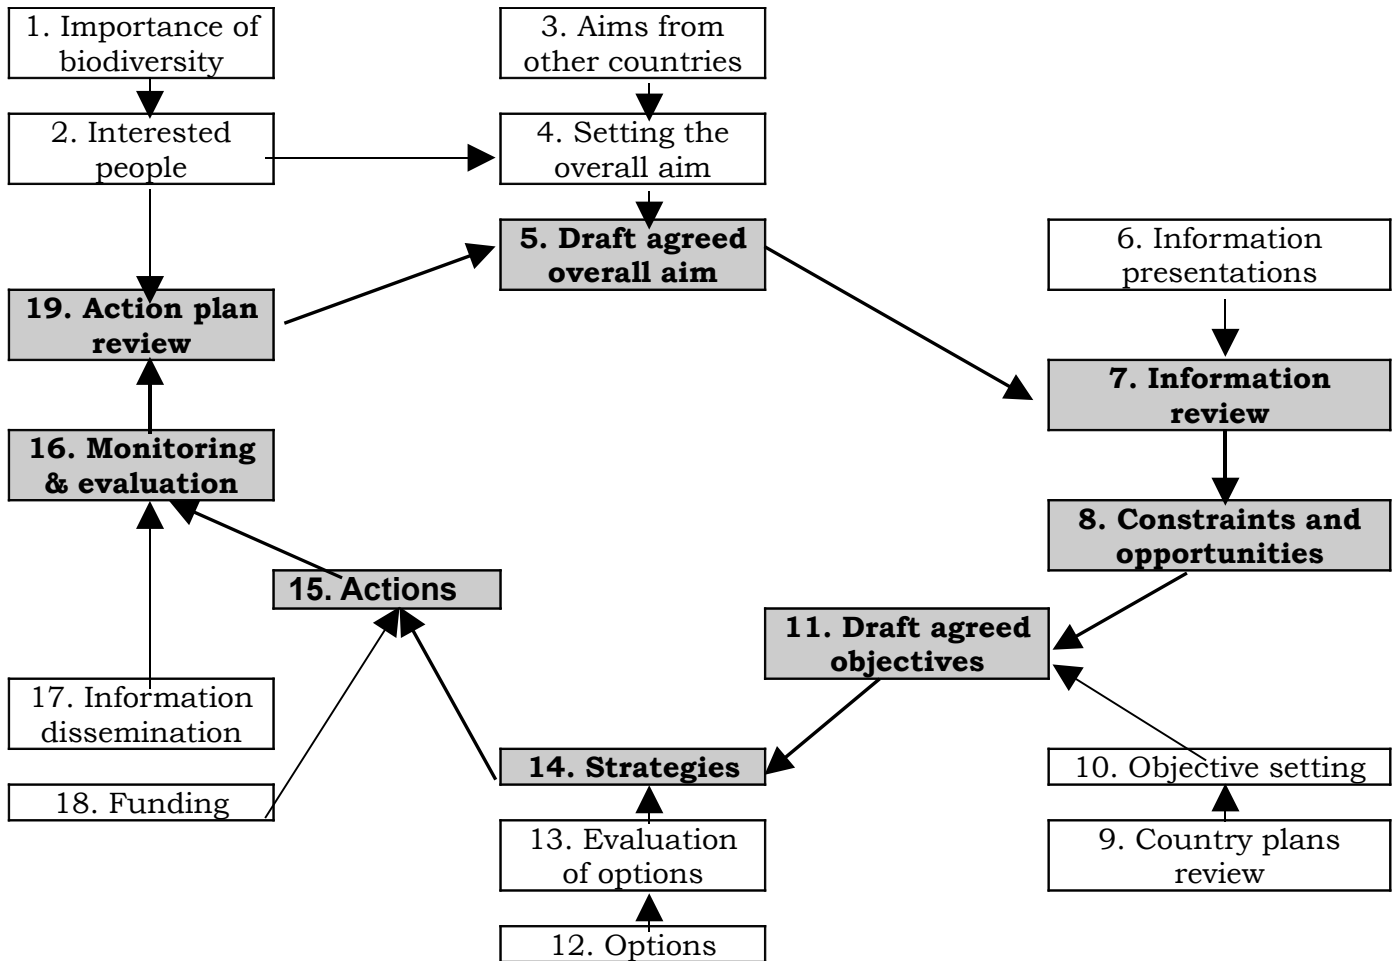 1. Importance of
biodiversity
3. Aims from
other countries
2. Interested
people
4. Setting the
overall aim
5. Draft agreed
overall aim
6. Information
presentations
19. Action plan
review
7. Information
review
16. Monitoring
& evaluation
8. Constraints and
opportunities
15. Actions
11. Draft agreed
objectives
17. Information
dissemination
14. Strategies
10. Objective setting
18. Funding
13. Evaluation
of options
9. Country plans
review
12. Options